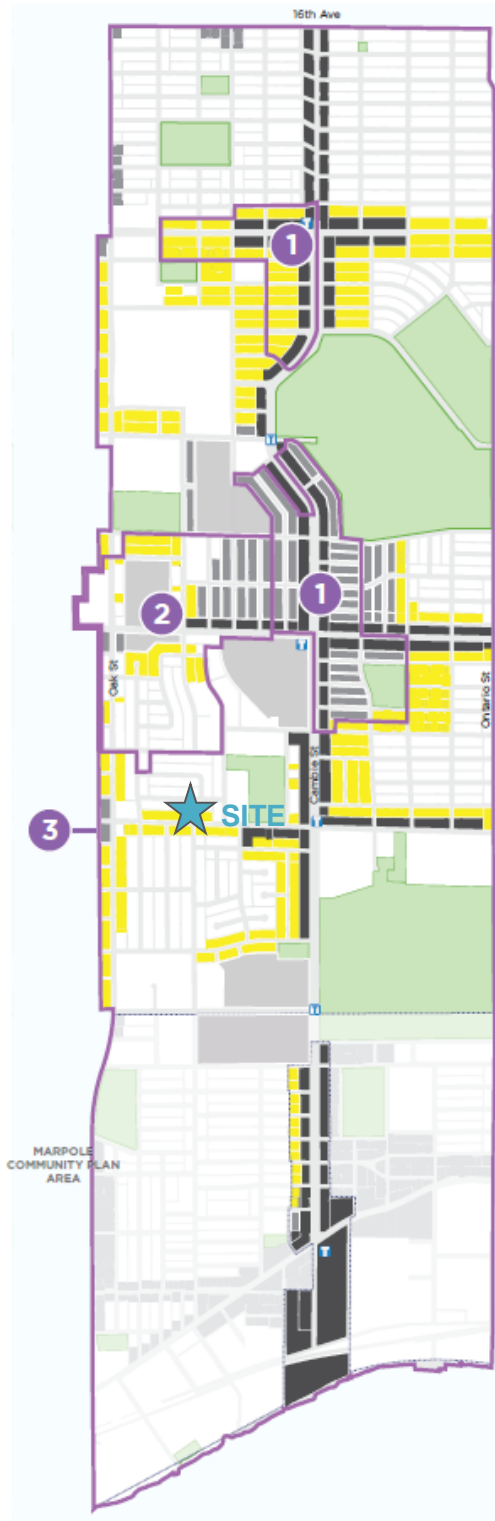 16th Ave
1
2
1
Oak St
Ontario St
Cambie St
SITE
3
MARPOLE
COMMUNITY PLAN
AREA